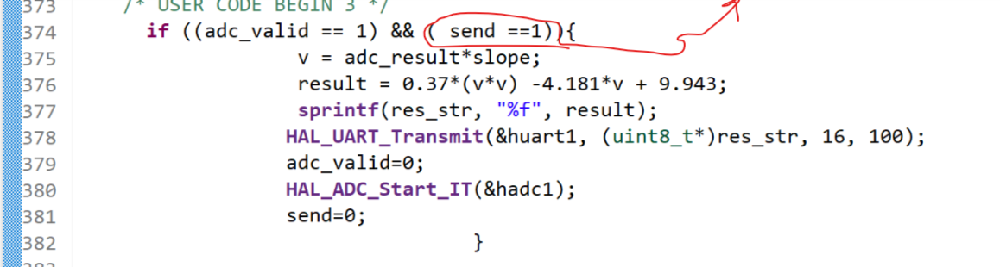 373 /* USER CODE BEGIN 3 */
374 if ((adc_valid == 1) && ( send ==1)){
375 v = adc_result*slope;
376 result = 0.37*(v*v) -4.181*v + 9.943;
377 sprintf(res_str, "%f", result);
378 HAL_UART_Transmit(&huart1, (uint8_t*)res_str, 16, 100);
379 adc_valid=0;
380 HAL_ADC_Start_IT(&hadc1);
381 send=0;
382 }